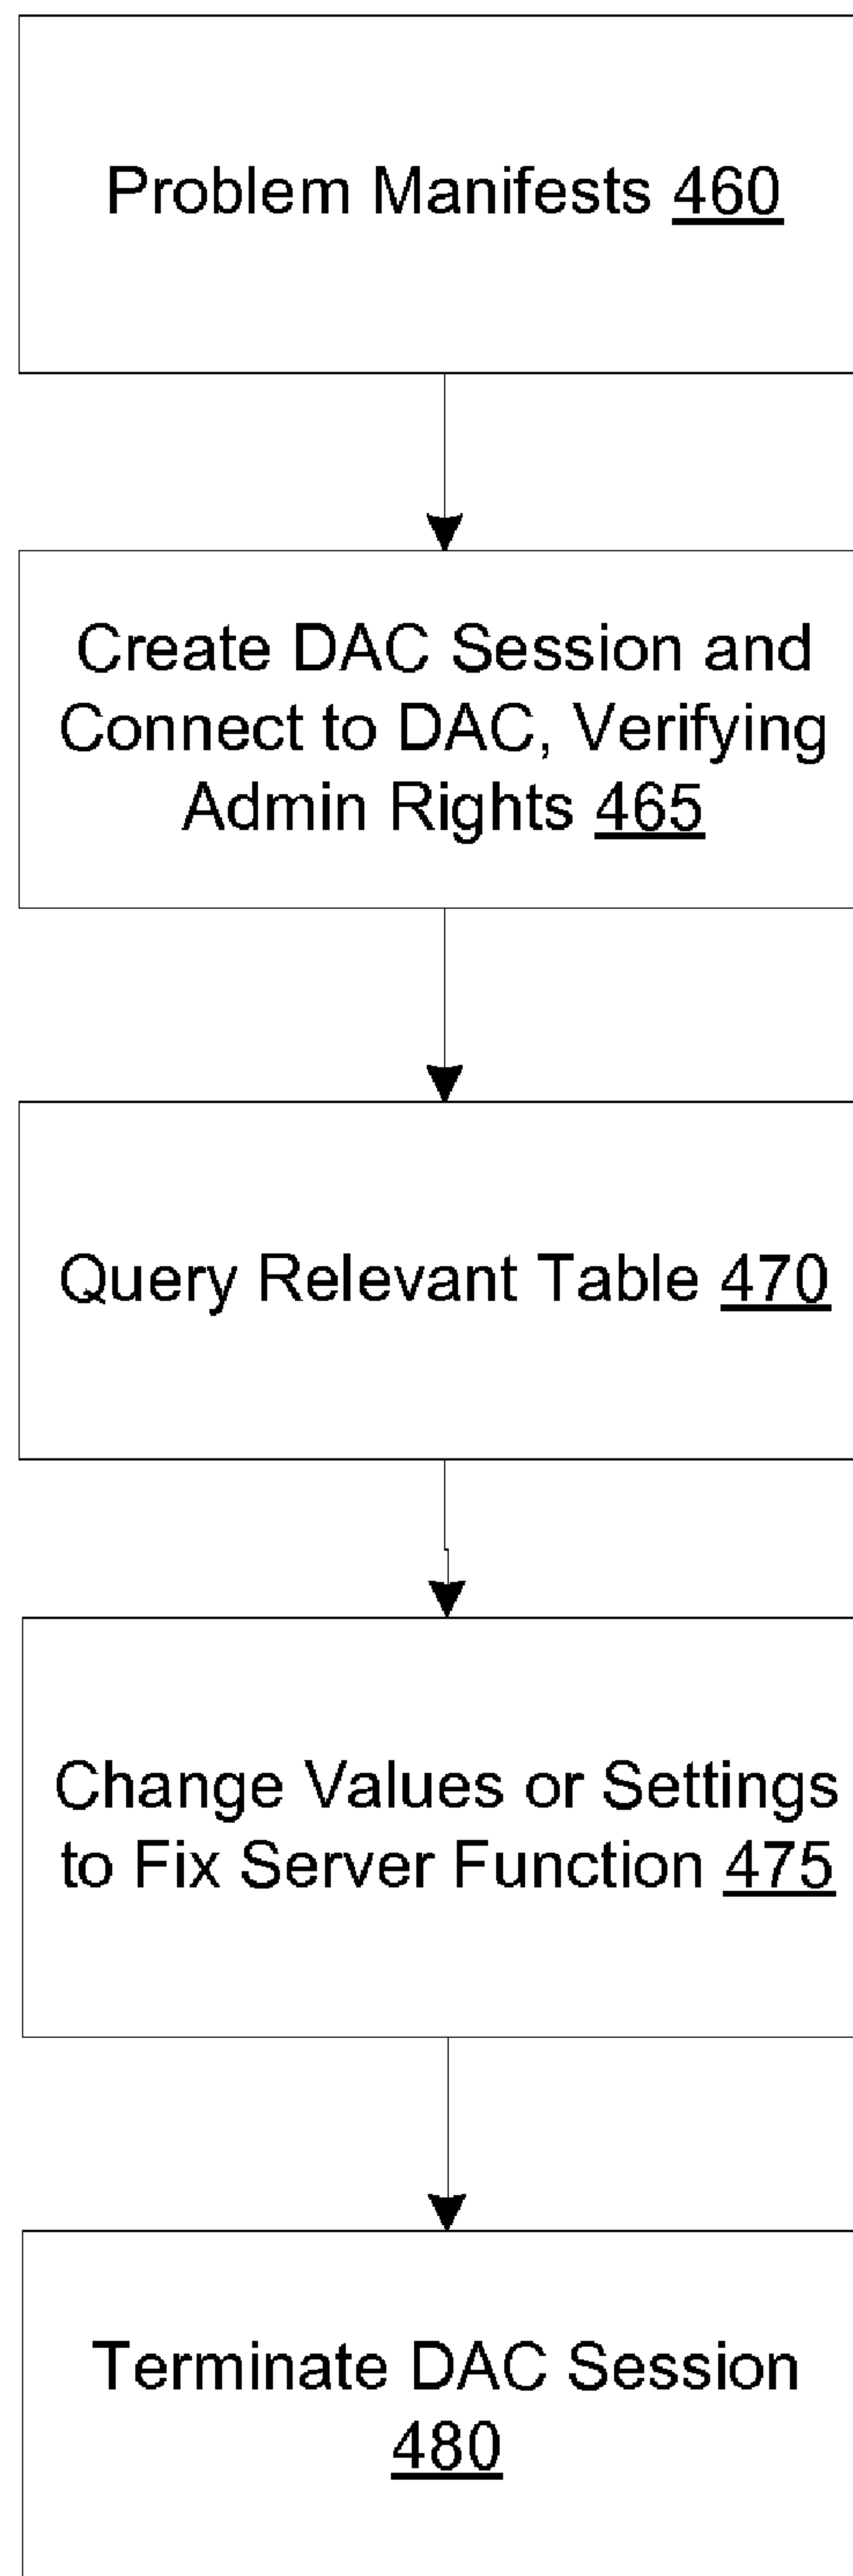 Problem Manifests 460
Create DAC Session and
Connect to DAC, Verifying
Admin Rights 465
Query Relevant Table 470
Change Values or Settings
to Fix Server Function 475
Terminate DAC Session
480